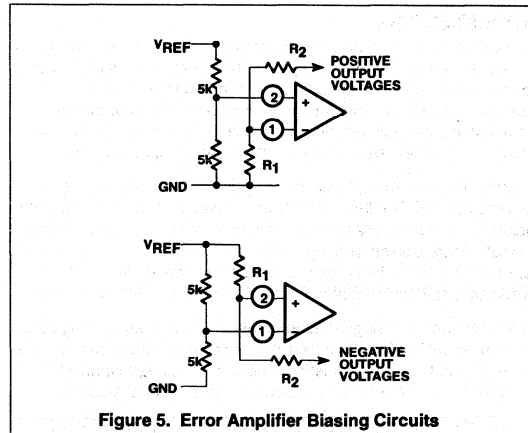 VREF
R2
POSITIVE
OUTPUT
VOLTAGES
5k
2
+
1
−
5k
R1
GND
VREF
R1
5k
2
+
1
−
5k
GND
R2
NEGATIVE
OUTPUT
VOLTAGES
Figure 5. Error Amplifier Biasing Circuits